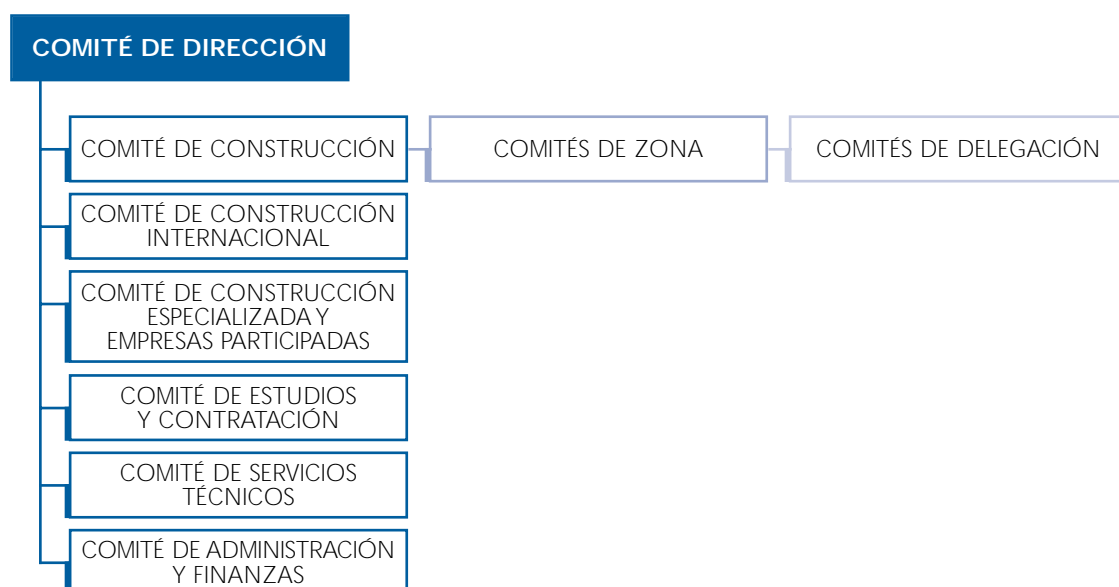 COMITÉ DE DIRECCIÓN
COMITÉ DE CONSTRUCCIÓN
COMITÉS DE ZONA
COMITÉS DE DELEGACIÓN
COMITÉ DE CONSTRUCCIÓN
INTERNACIONAL
COMITÉ DE CONSTRUCCIÓN
ESPECIALIZADA Y
EMPRESAS PARTICIPADAS
COMITÉ DE ESTUDIOS
Y CONTRATACIÓN
COMITÉ DE SERVICIOS
TÉCNICOS
COMITÉ DE ADMINISTRACIÓN
Y FINANZAS